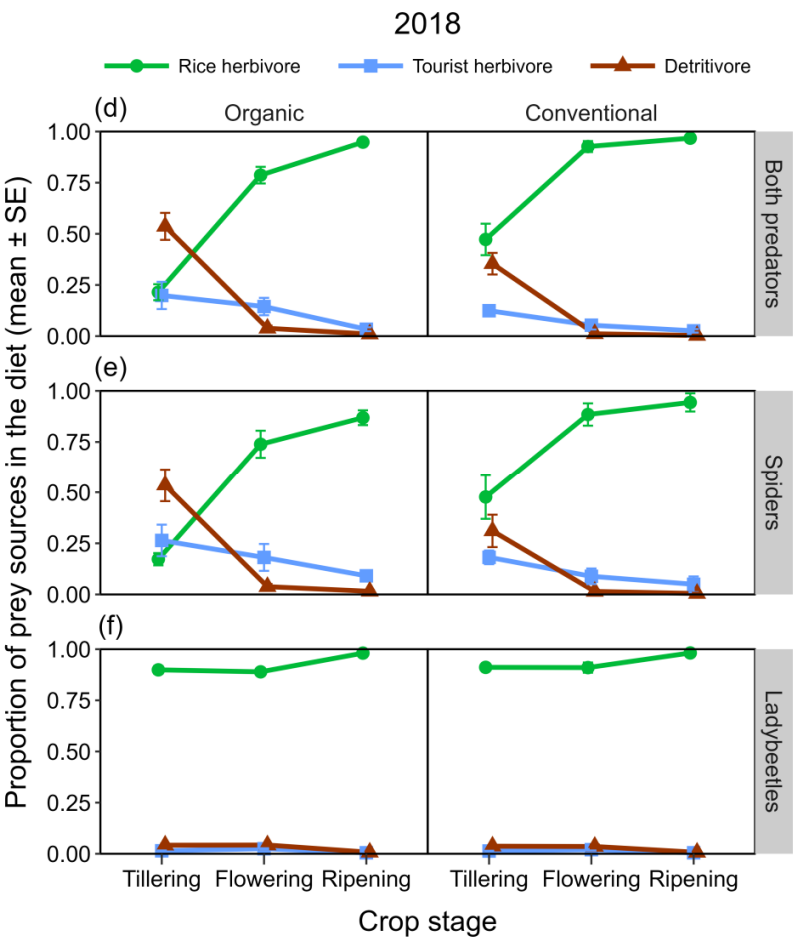 2018
Rice herbivore Tourist herbivore Detritivore
(d)
Organic Conventional
1.00
0.75
0.50
0.25
0.00
Both predators
(e)
1.00
0.75
0.50
0.25
0.00
Spiders
(f)
1.00
0.75
0.50
0.25
0.00
Ladybeetles
Proportion of prey sources in the diet (mean ± SE)
Tillering Flowering Ripening Tillering Flowering Ripening
Crop stage